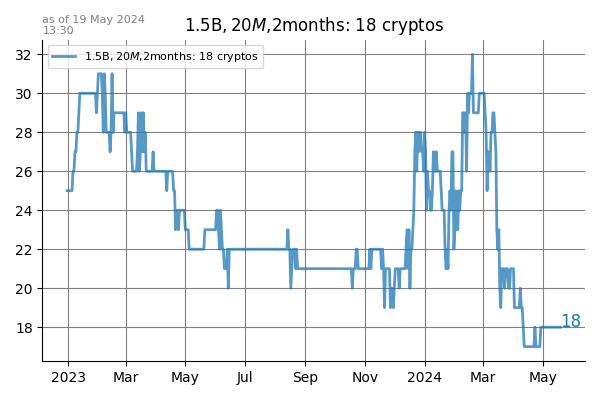 as of 19 May 2024
13:30
1.5B,20M,2months: 18 cryptos
1.5B,20M,2months: 18 cryptos
32
30
28
26
24
22
20
18
18
2023
Mar
May
Jul
Sep
Nov
2024
Mar
May